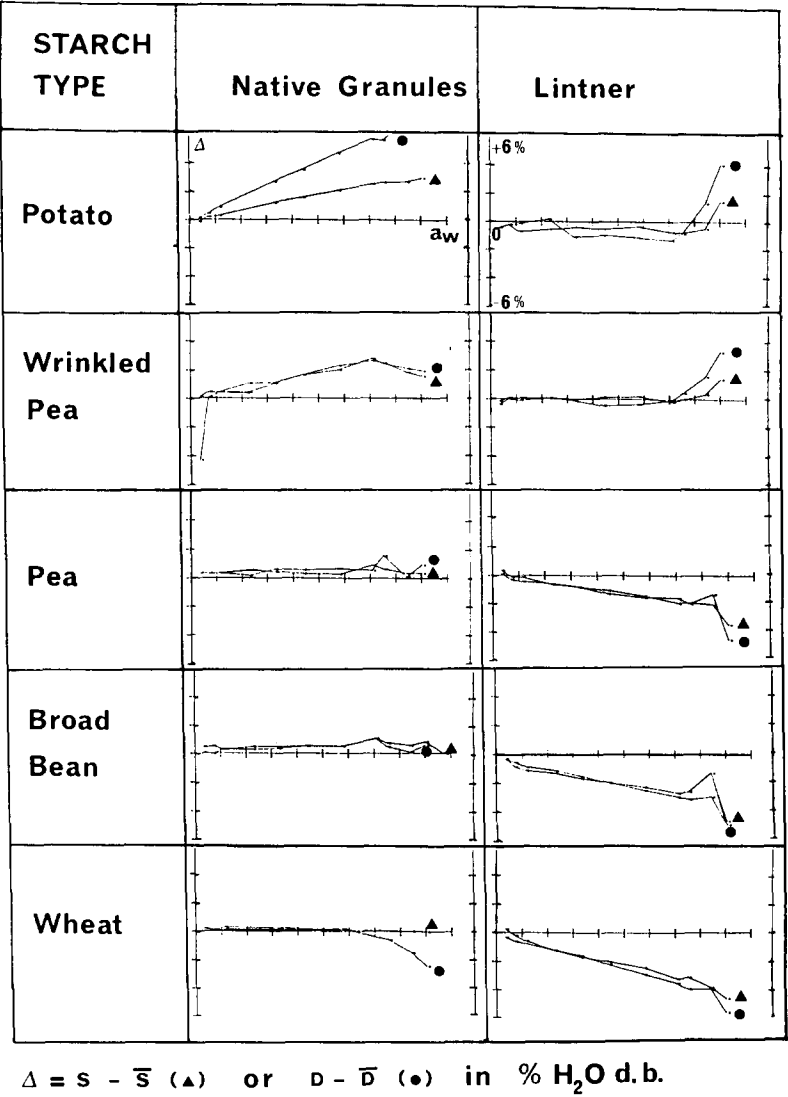 STARCH
TYPE
Native Granules
Lintner
Potato
Δ
aw
+6%
0
-6%
Wrinkled
Pea
Pea
Broad
Bean
Wheat
Δ = S - S̅ (▲) or D - D̅ (●) in % H₂O d.b.